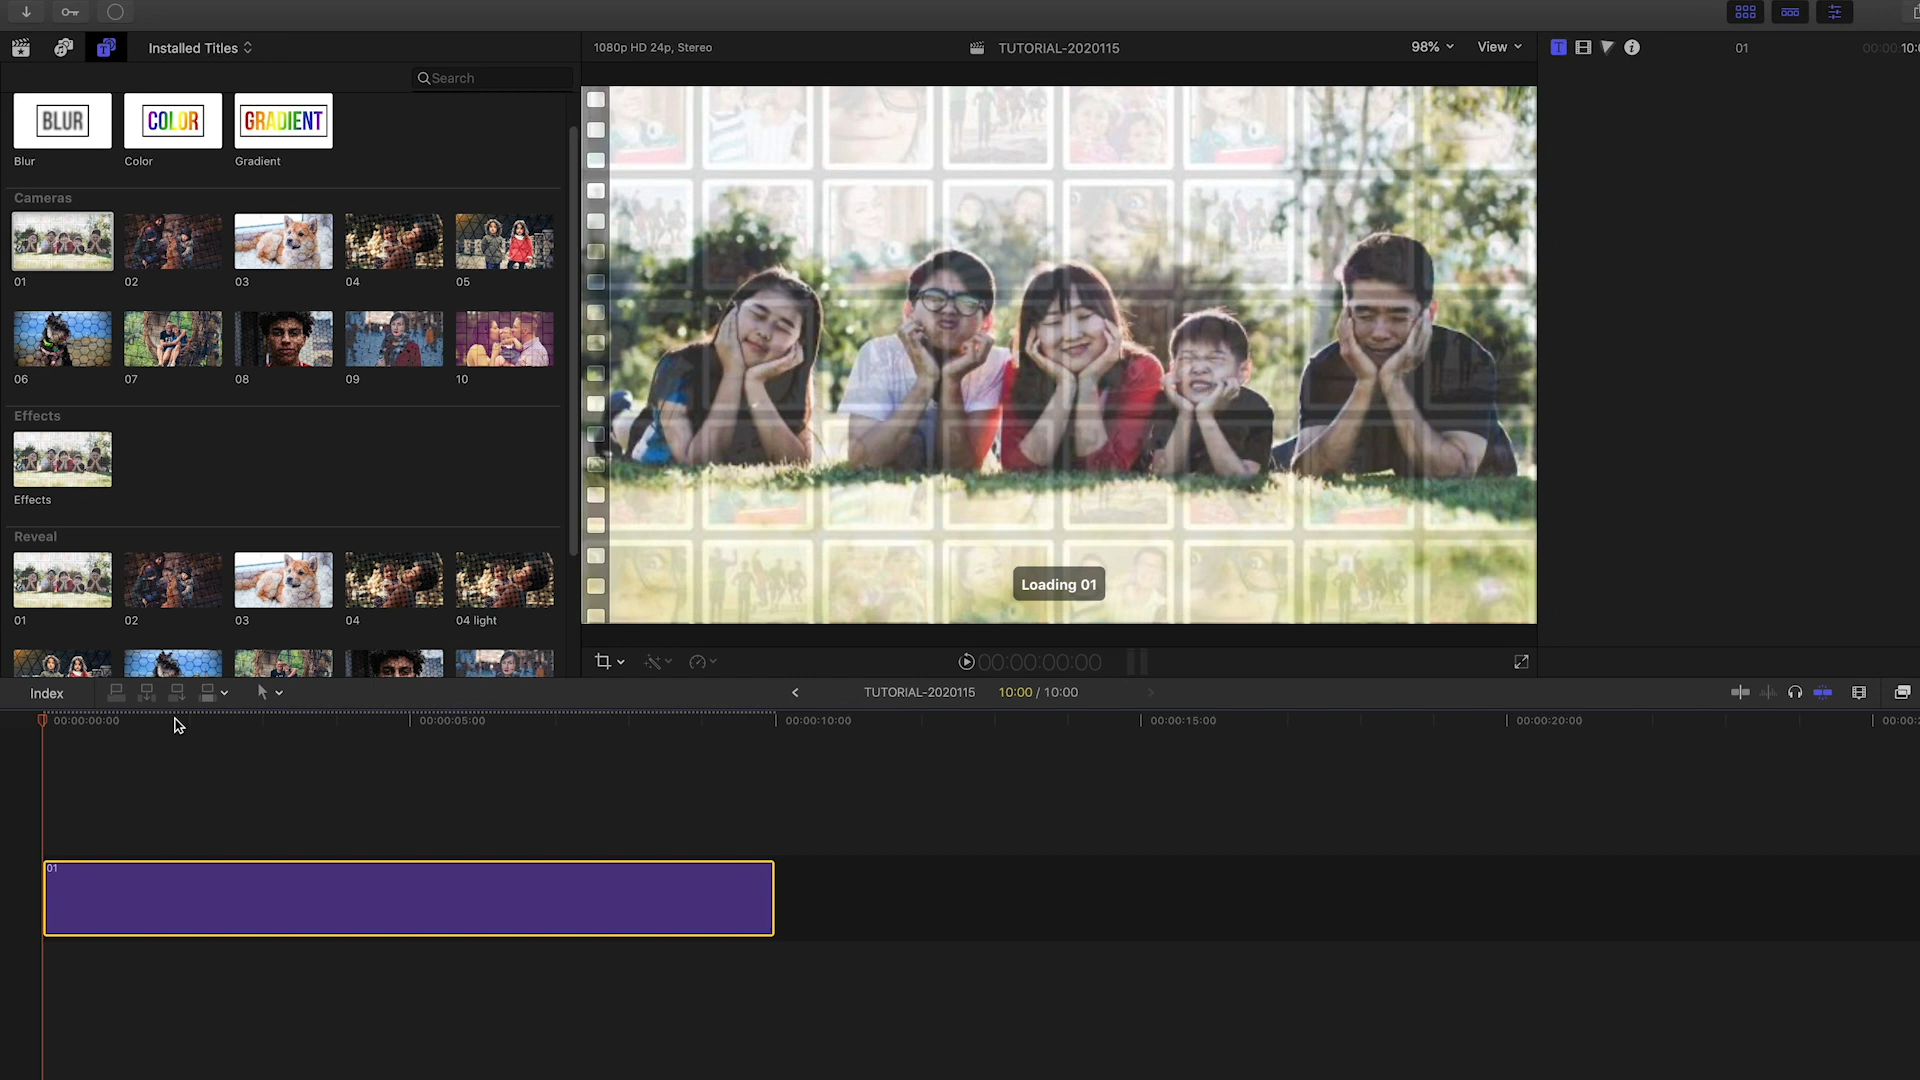 Installed Titles
1080p HD 24p, Stereo
TUTORIAL-2020115
98%
View
T
01
00:00:10:0
Search
BLUR
COLOR
GRADIENT
Blur
Color
Gradient
Cameras
01
02
03
04
05
06
07
08
09
10
Effects
Effects
Reveal
01
02
03
04
04 light
Loading 01
00:00:00:00
Index
TUTORIAL-2020115
10:00 / 10:00
00:00:00:00
00:00:05:00
00:00:10:00
00:00:15:00
00:00:20:00
00:00:2
01